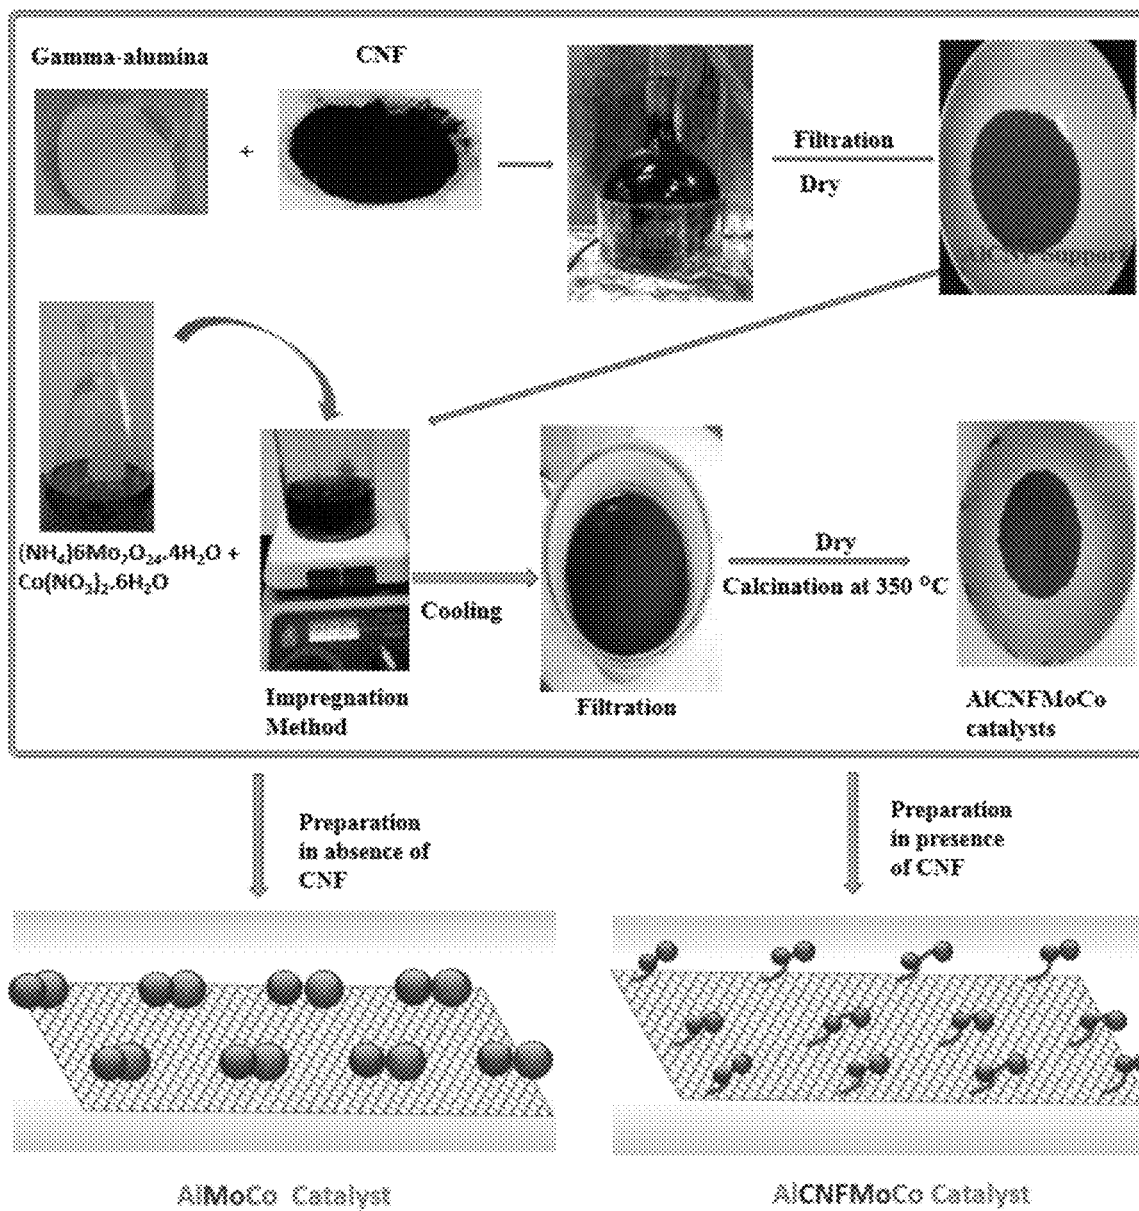 Gamma-alumina
CNF
+
Filtration
Dry
(NH₄)6Mo₇O₂₄.4H₂O +
Co(NO₃)₂.6H₂O
Cooling
Dry
Calcination at 350 °C
Impregnation
Method
Filtration
AlCNFMoCo
catalysts
Preparation
in absence of
CNF
Preparation
in presence
of CNF
AlMoCo Catalyst
AlCNFMoCo Catalyst